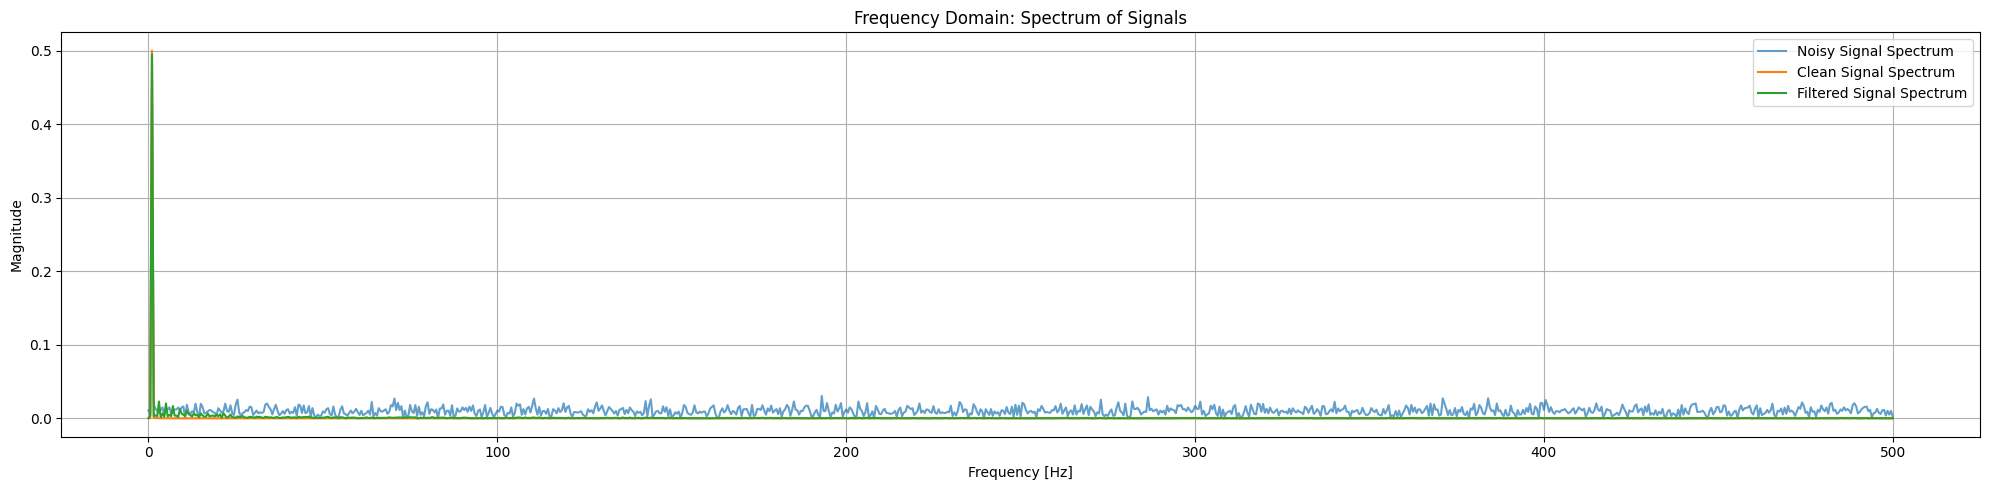 Frequency Domain: Spectrum of Signals
Noisy Signal Spectrum
Clean Signal Spectrum
Filtered Signal Spectrum
Magnitude
0.5
0.4
0.3
0.2
0.1
0.0
0
100
200
300
400
500
Frequency [Hz]